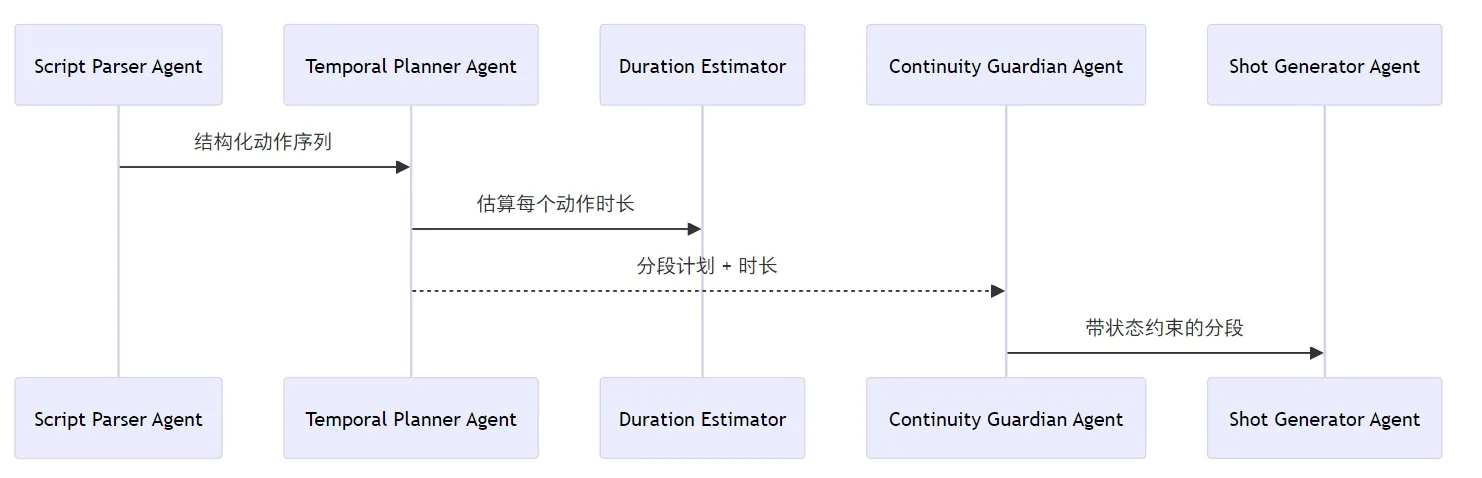 Script Parser Agent
Temporal Planner Agent
Duration Estimator
Continuity Guardian Agent
Shot Generator Agent
结构化动作序列
估算每个动作时长
分段计划 + 时长
带状态约束的分段
Script Parser Agent
Temporal Planner Agent
Duration Estimator
Continuity Guardian Agent
Shot Generator Agent